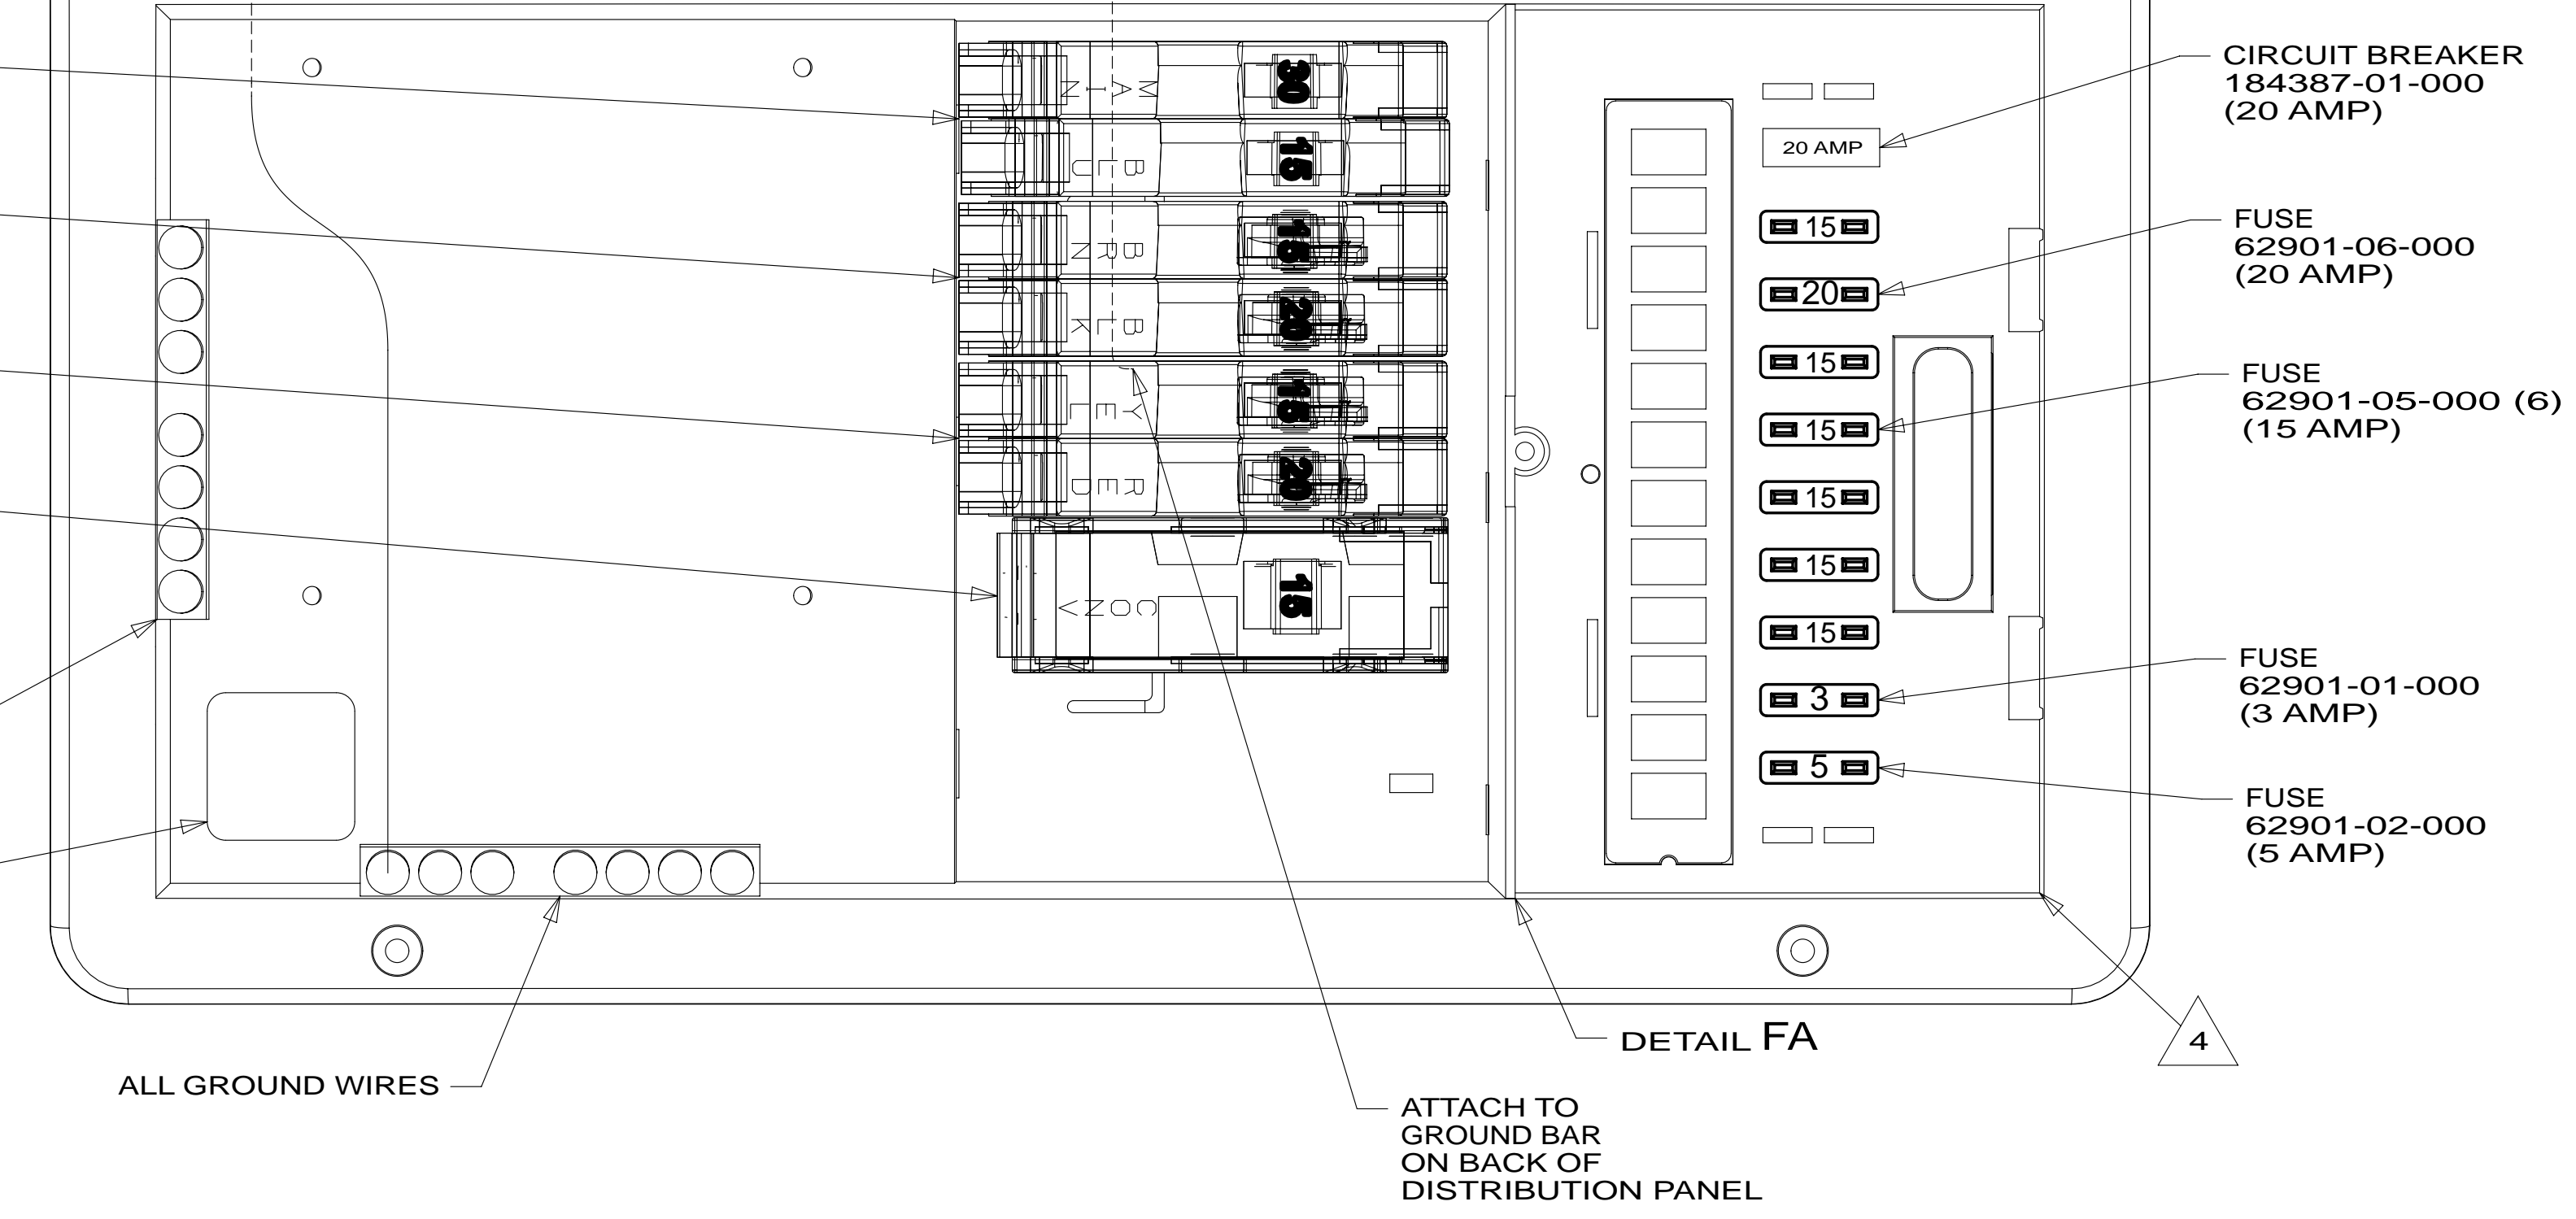 M A I N
30
B L U
15
B R N
15
B L K
20
Y E L
15
R E D
20
C O N V
15
20 AMP
15
20
15
15
15
15
15
3
5
CIRCUIT BREAKER
184387-01-000
(20 AMP)
FUSE
62901-06-000
(20 AMP)
FUSE
62901-05-000 (6)
(15 AMP)
FUSE
62901-01-000
(3 AMP)
FUSE
62901-02-000
(5 AMP)
4
DETAIL FA
ALL GROUND WIRES
ATTACH TO
GROUND BAR
ON BACK OF
DISTRIBUTION PANEL